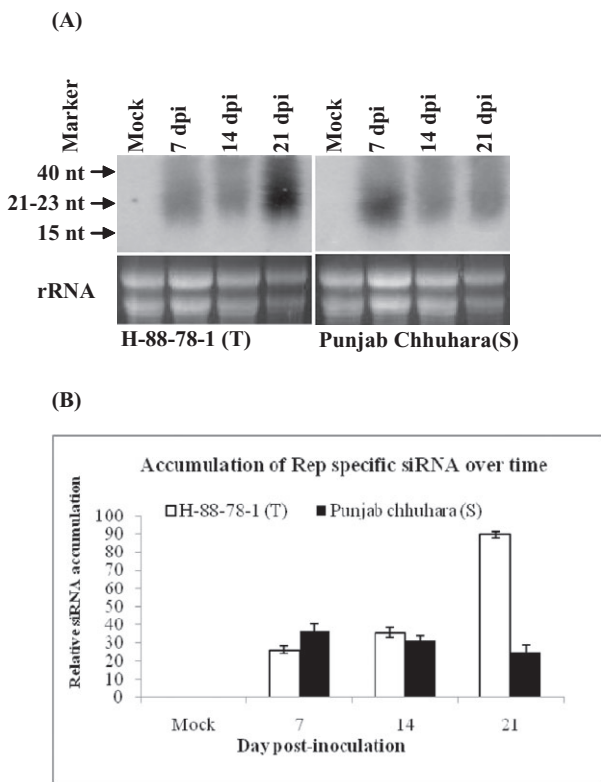 (A)
Marker
Mock
7 dpi
14 dpi
21 dpi
Mock
7 dpi
14 dpi
21 dpi
40 nt
21-23 nt
15 nt
rRNA
H-88-78-1 (T)
Punjab Chhuhara(S)
(B)
Accumulation of Rep specific siRNA over time
H-88-78-1 (T)
Punjab chhuhara (S)
Relative siRNA accumulation
100
90
80
70
60
50
40
30
20
10
0
Mock
7
14
21
Day post-inoculation